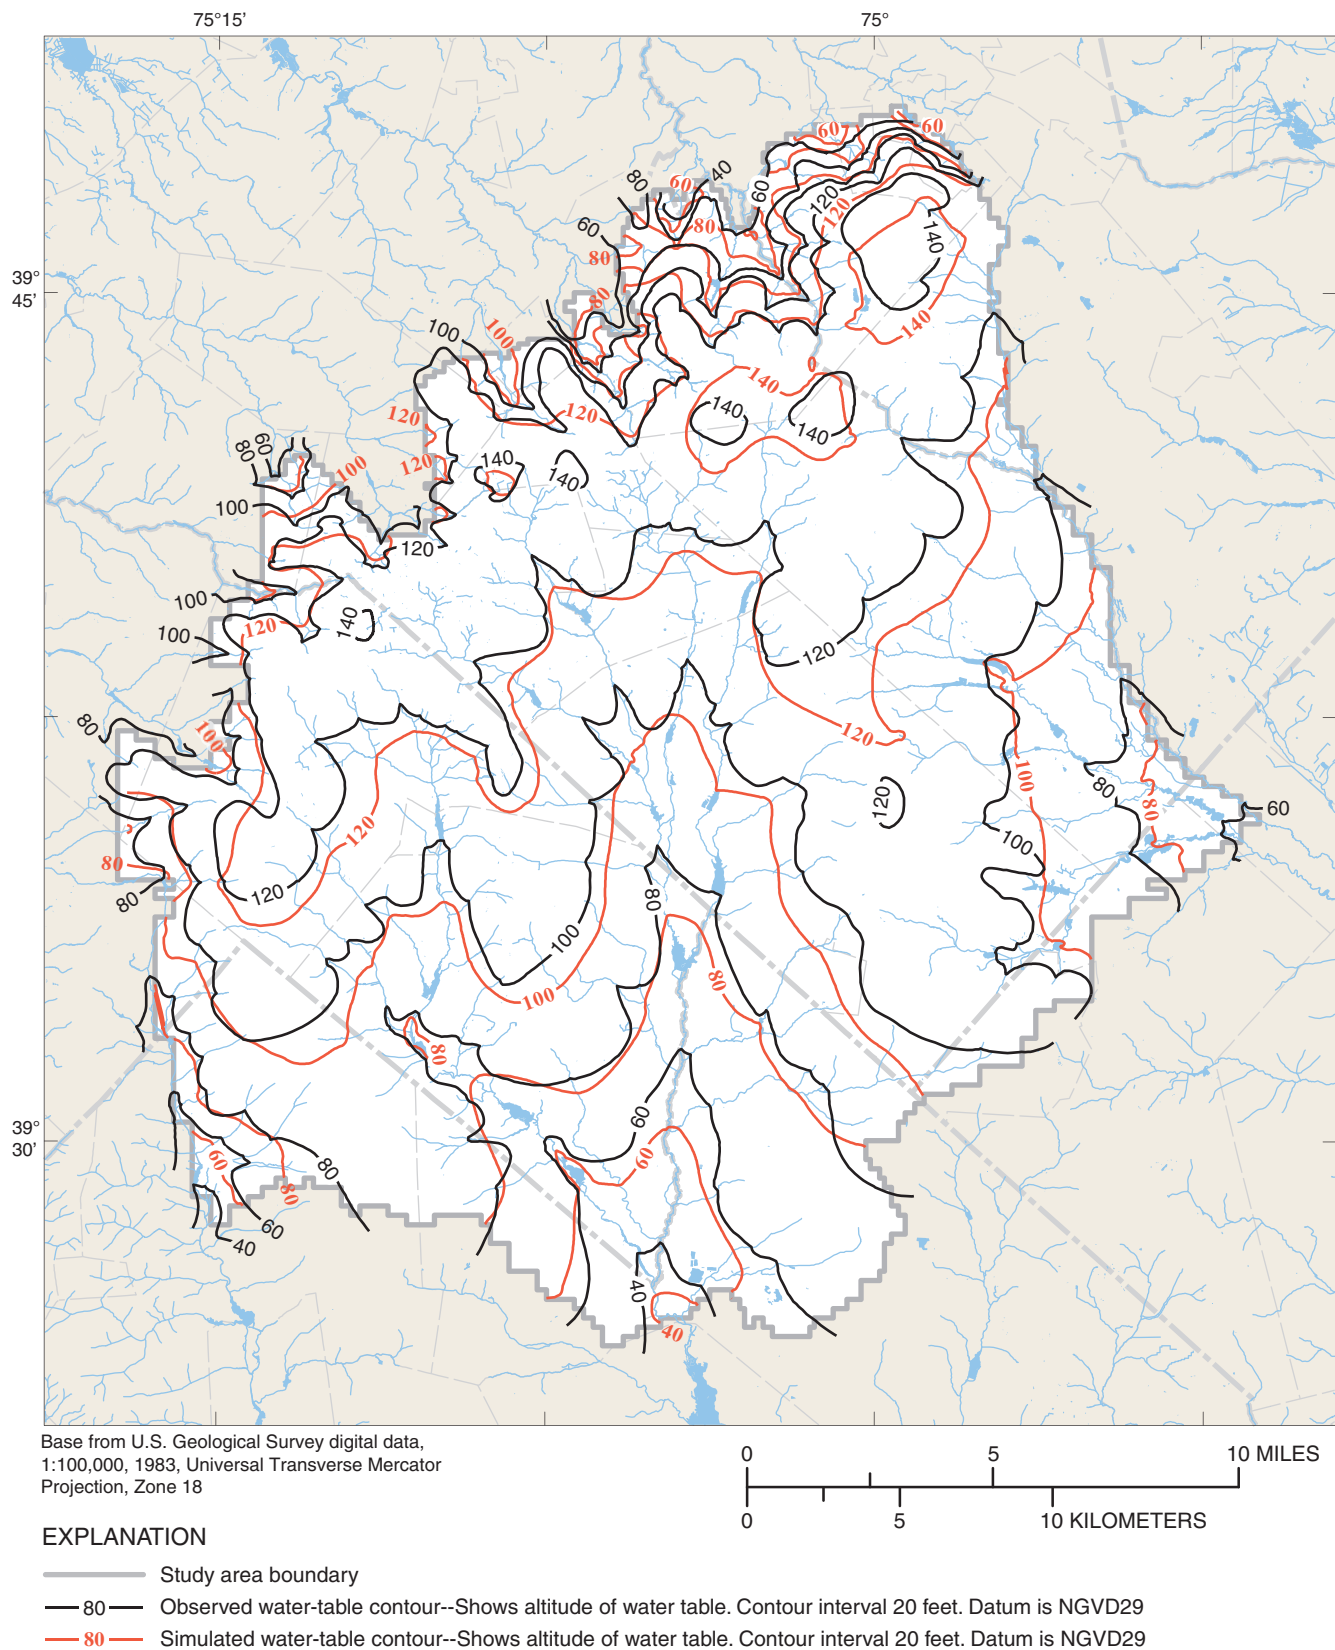 75°15' 75°
60 60
80 60 40 60 120 120
60 80 80 140
39°
45'
80 140
100 100
140
120 120 140 140
80 60 100 120 140 140
100 120
100 140
100 120 120
80 100 120
100 120 80 60
120 80
80 100
80 120 80 100
100 80
80
60
39°
30'
60 80 60
80
60
40 40
40
Base from U.S. Geological Survey digital data,
1:100,000, 1983, Universal Transverse Mercator
Projection, Zone 18
0 5 10 MILES
0 5 10 KILOMETERS
EXPLANATION
Study area boundary
80 Observed water-table contour--Shows altitude of water table. Contour interval 20 feet. Datum is NGVD29
80 Simulated water-table contour--Shows altitude of water table. Contour interval 20 feet. Datum is NGVD29